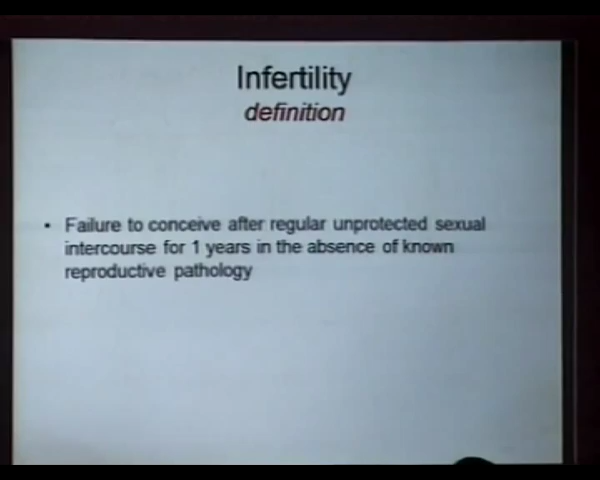 Infertility
definition
• Failure to conceive after regular unprotected sexual
intercourse for 1 years in the absence of known
reproductive pathology